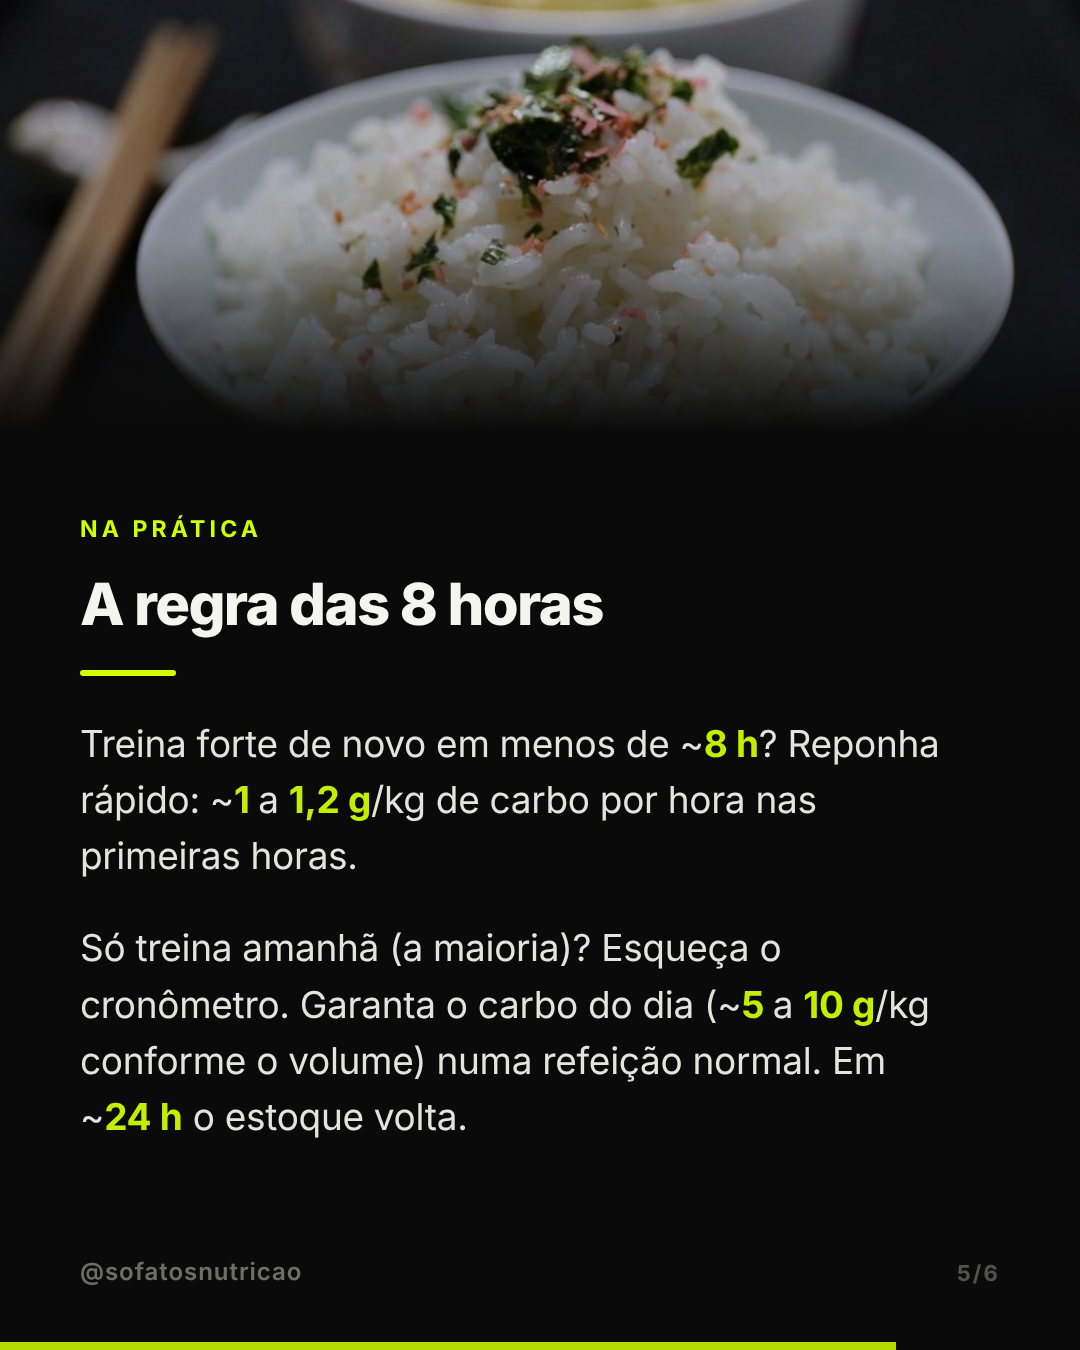 NA PRÁTICA
A regra das 8 horas
Treina forte de novo em menos de ~8 h? Reponha
rápido: ~1 a 1,2 g/kg de carbo por hora nas
primeiras horas.
Só treina amanhã (a maioria)? Esqueça o
cronômetro. Garanta o carbo do dia (~5 a 10 g/kg
conforme o volume) numa refeição normal. Em
~24 h o estoque volta.
@sofatosnutricao
5/6